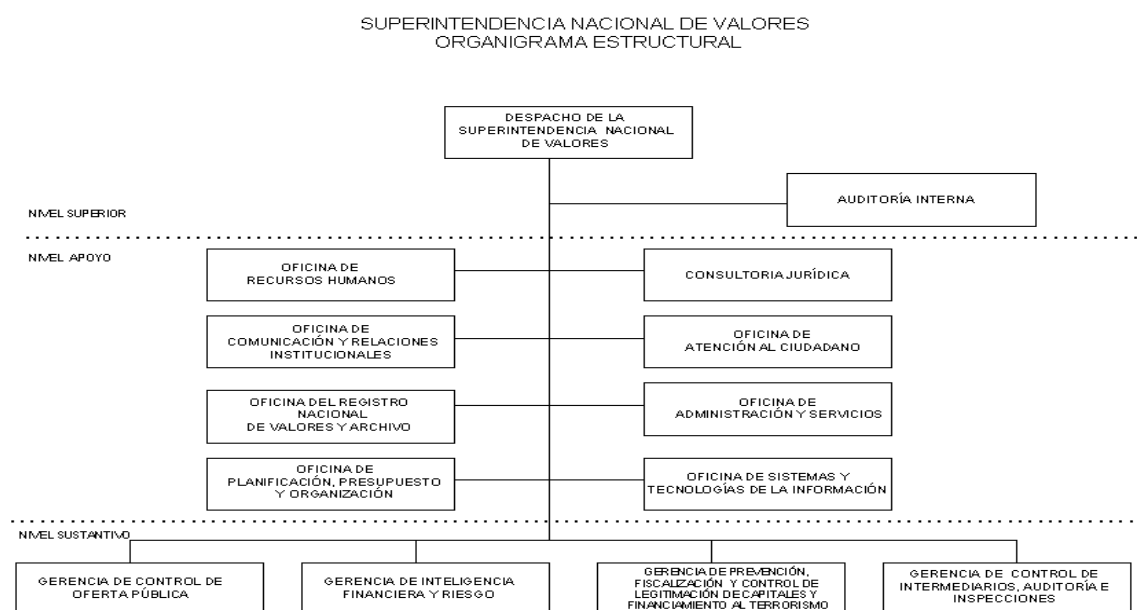 SUPERINTENDENCIA NACIONAL DE VALORES
ORGANIGRAMA ESTRUCTURAL
DESPACHO DE LA
SUPERINTENDENCIA NACIONAL
DE VALORES
AUDITORÍA INTERNA
NIVEL SUPERIOR
NIVEL APOYO
OFICINA DE
RECURSOS HUMANOS
CONSULTORIA JURÍDICA
OFICINA DE
COMUNICACIÓN Y RELACIONES
INSTITUCIONALES
OFICINA DE
ATENCIÓN AL CIUDADANO
OFICINA DEL REGISTRO
NACIONAL
DE VALORES Y ARCHIVO
OFICINA DE
ADMINISTRACIÓN Y SERVICIOS
OFICINA DE
PLANIFICACIÓN, PRESUPUESTO
Y ORGANIZACIÓN
OFICINA DE SISTEMAS Y
TECNOLOGÍAS DE LA INFORMACIÓN
NIVEL SUSTANTIVO
GERENCIA DE CONTROL DE
OFERTA PÚBLICA
GERENCIA DE INTELIGENCIA
FINANCIERA Y RIESGO
GERENCIA DE PREVENCIÓN,
FISCALIZACIÓN Y CONTROL DE
LEGITIMACIÓN DE CAPITALES Y
FINANCIAMIENTO AL TERRORISMO
GERENCIA DE CONTROL DE
INTERMEDIARIOS, AUDITORÍA E
INSPECCIONES